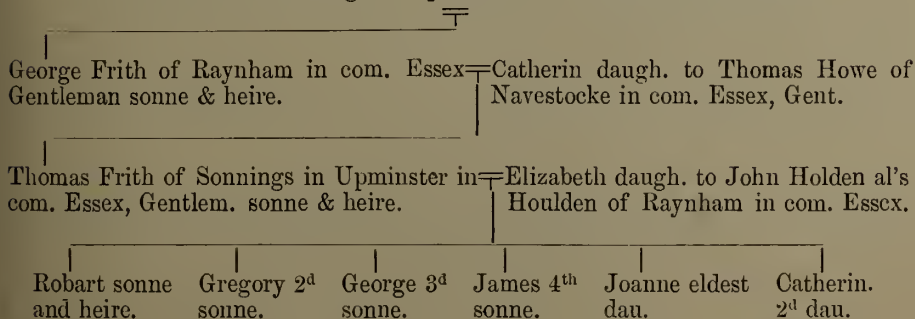 George Frith of Raynham in com. Essex=Catherin daugh. to Thomas Howe of
Gentleman sonne & heire. Navestocke in com. Essex, Gent.
Thomas Frith of Sonnings in Upminster in=Elizabeth daugh. to John Holden al's
com. Essex, Gentlem. sonne & heire. Houlden of Raynham in com. Essex.
Robart sonne Gregory 2d George 3d James 4th Joanne eldest Catherin.
and heire. sonne. sonne. sonne. dau. 2d dau.